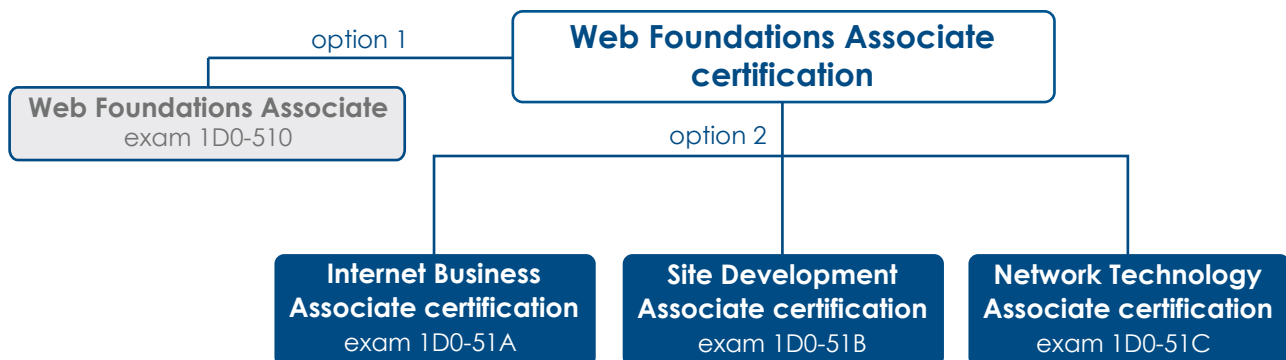 option 1
Web Foundations Associate
certification
Web Foundations Associate
exam 1D0-510
option 2
Internet Business
Associate certification
exam 1D0-51A
Site Development
Associate certification
exam 1D0-51B
Network Technology
Associate certification
exam 1D0-51C